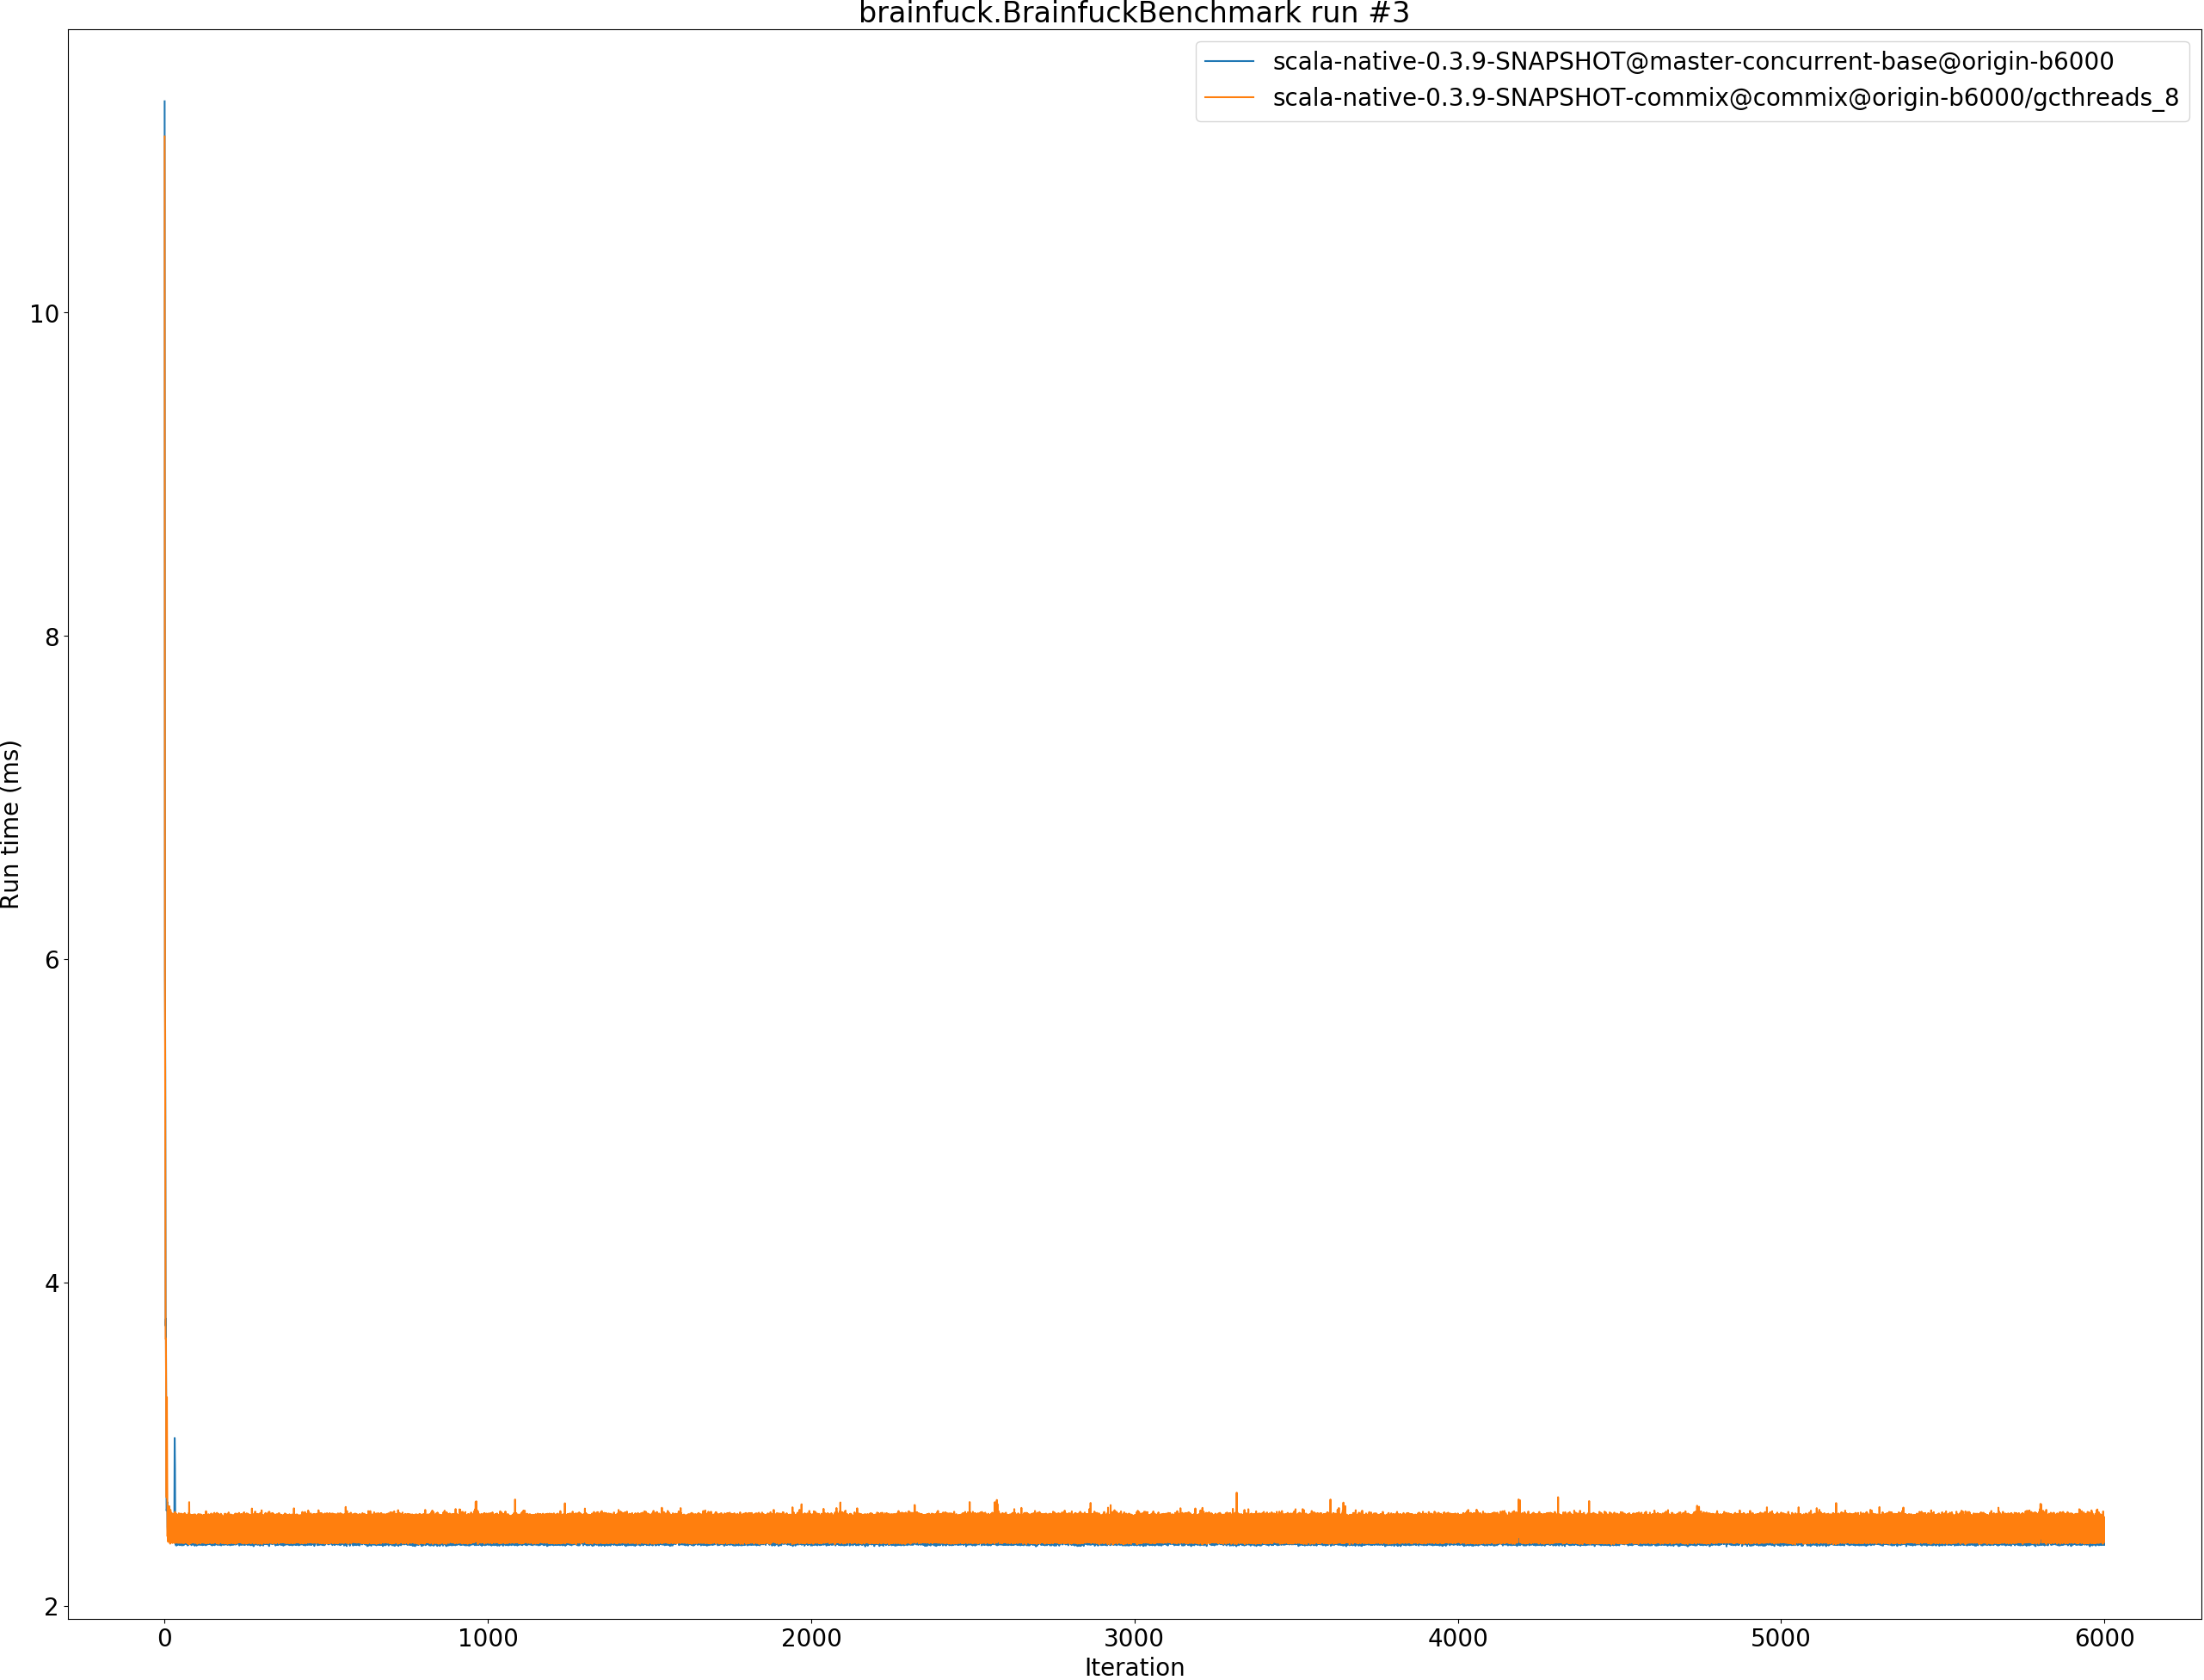 brainfuck.BrainfuckBenchmark run #3
scala-native-0.3.9-SNAPSHOT@master-concurrent-base@origin-b6000
scala-native-0.3.9-SNAPSHOT-commix@commix@origin-b6000/gcthreads_8
10
8
6
4
2
Run time (ms)
0 1000 2000 3000 4000 5000 6000
Iteration